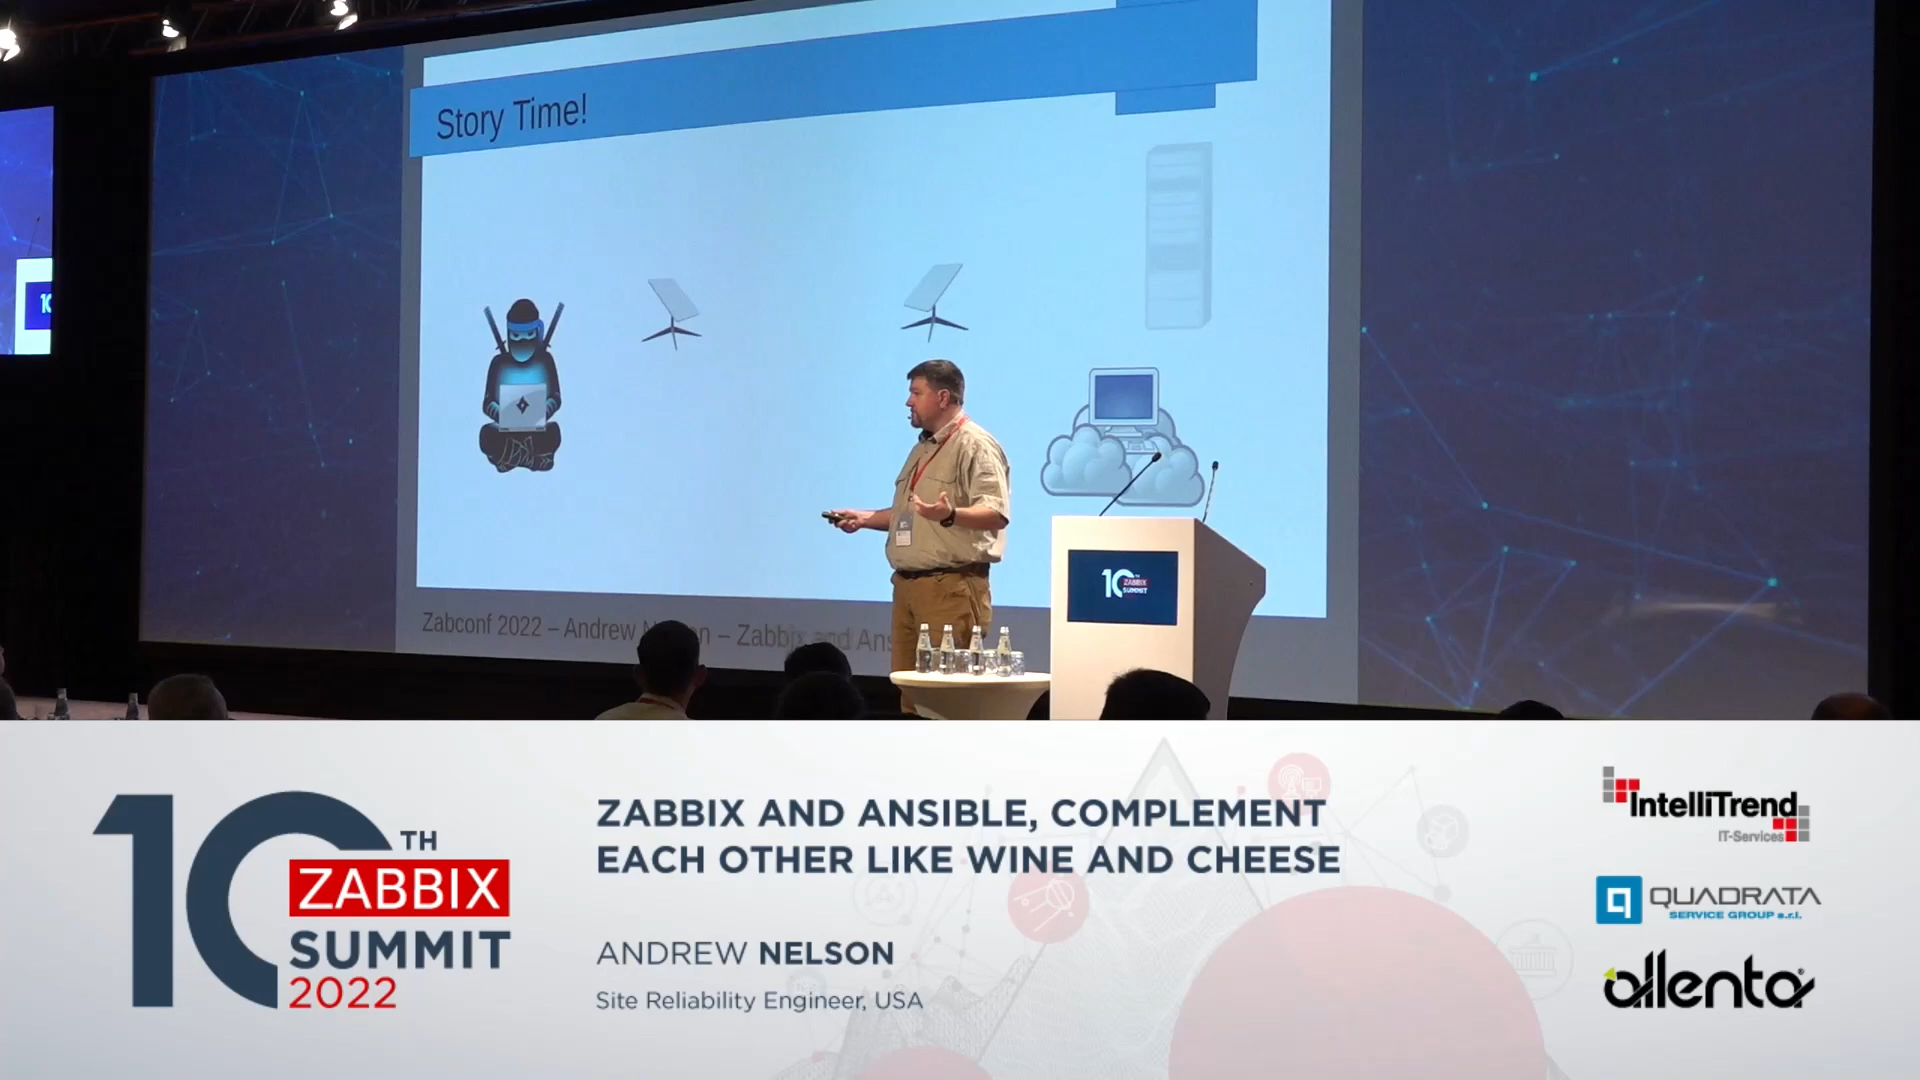 Story Time!
10
Zabconf 2022 – Andrew N on – Zabbix and Ans
10TH
ZABBIX
SUMMIT
10TH
ZABBIX
SUMMIT
2022
ZABBIX AND ANSIBLE, COMPLEMENT
EACH OTHER LIKE WINE AND CHEESE
ANDREW NELSON
Site Reliability Engineer, USA
IntelliTrend
IT-Services
QUADRATA
SERVICE GROUP s.r.l.
allenta